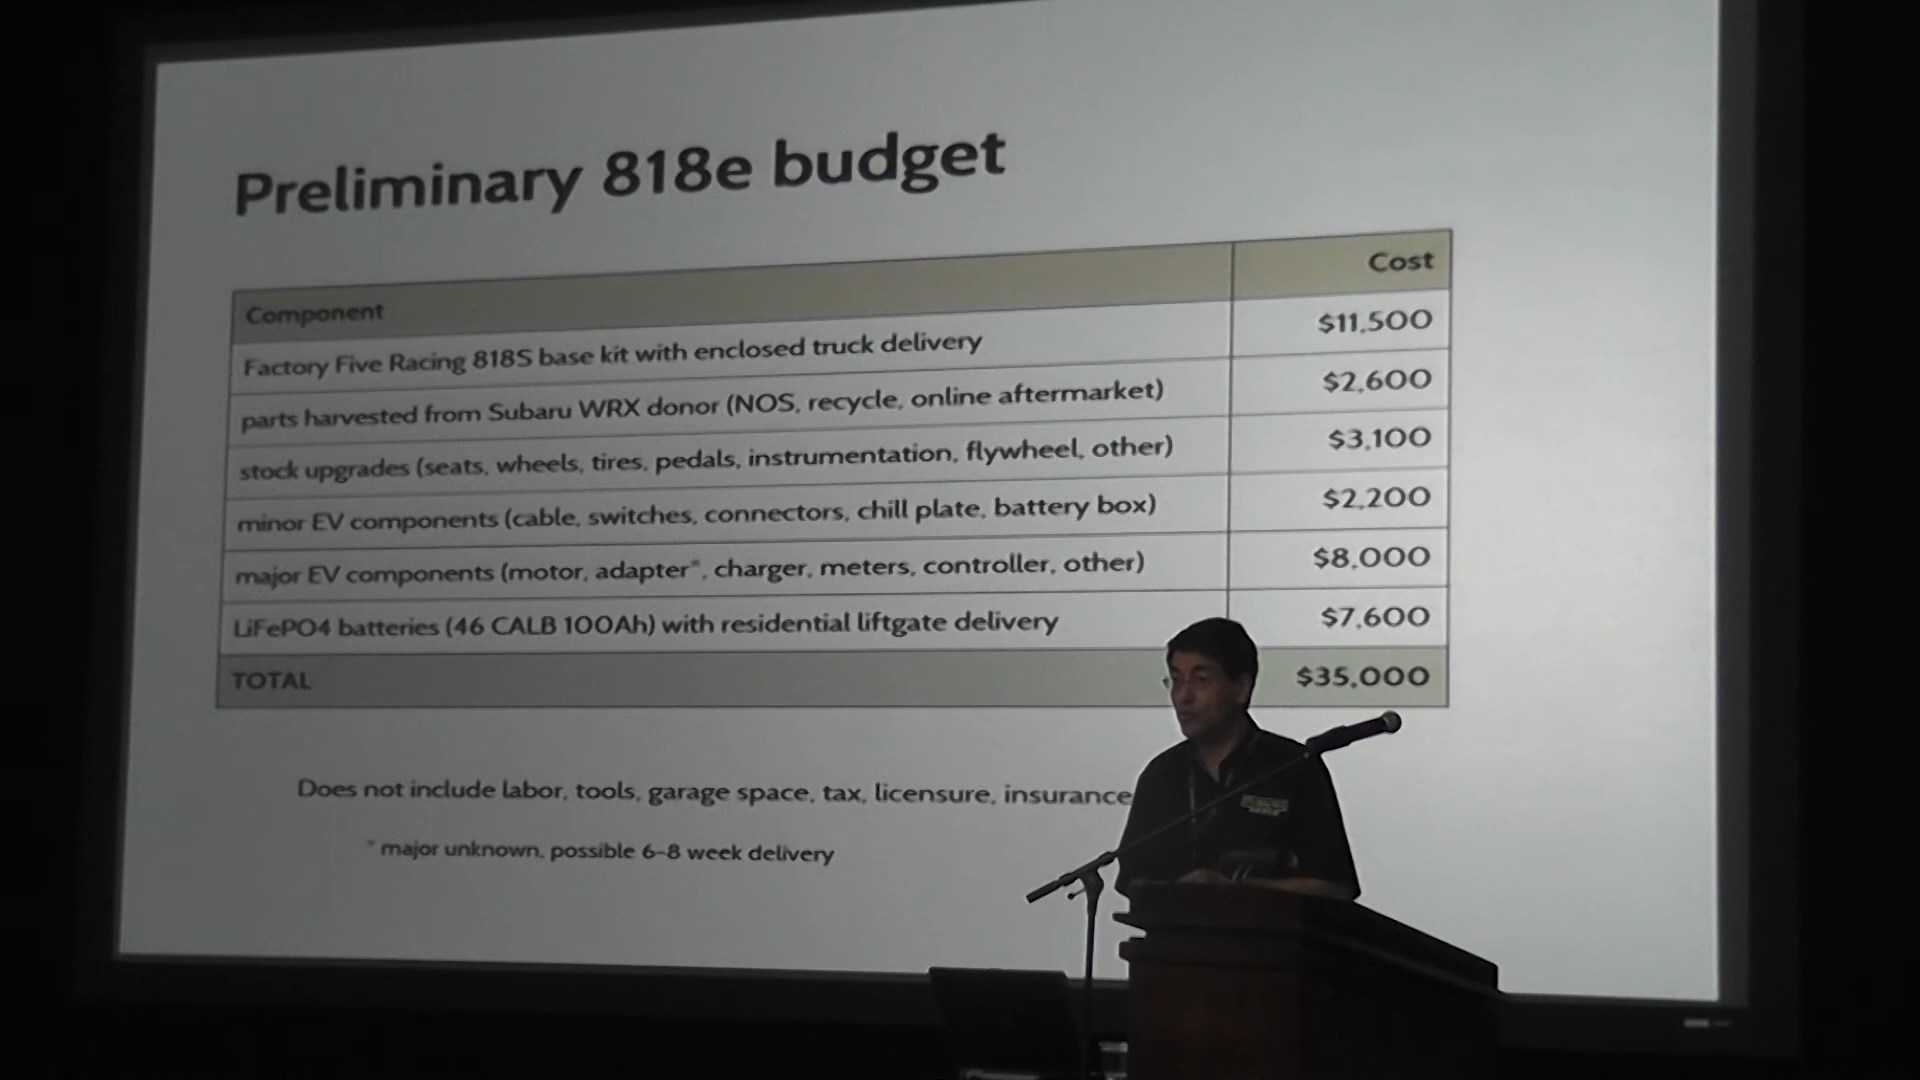 Preliminary 818e budget
Component Cost
Factory Five Racing 818S base kit with enclosed truck delivery $11,500
parts harvested from Subaru WRX donor (NOS, recycle, online aftermarket) $2,600
stock upgrades (seats, wheels, tires, pedals, instrumentation, flywheel, other) $3,100
minor EV components (cable, switches, connectors, chill plate, battery box) $2,200
major EV components (motor, adapter*, charger, meters, controller, other) $8,000
LiFePO4 batteries (46 CALB 100Ah) with residential liftgate delivery $7,600
TOTAL $35,000
Does not include labor, tools, garage space, tax, licensure, insurance
* major unknown, possible 6–8 week delivery